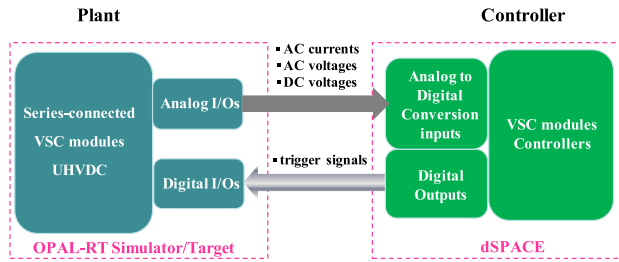 Plant
Controller
Series-connected
VSC modules
UHVDC
Analog I/Os
Digital I/Os
OPAL-RT Simulator/Target
▪ AC currents
▪ AC voltages
▪ DC voltages
▪ trigger signals
Analog to
Digital
Conversion
inputs
Digital
Outputs
VSC modules
Controllers
dSPACE